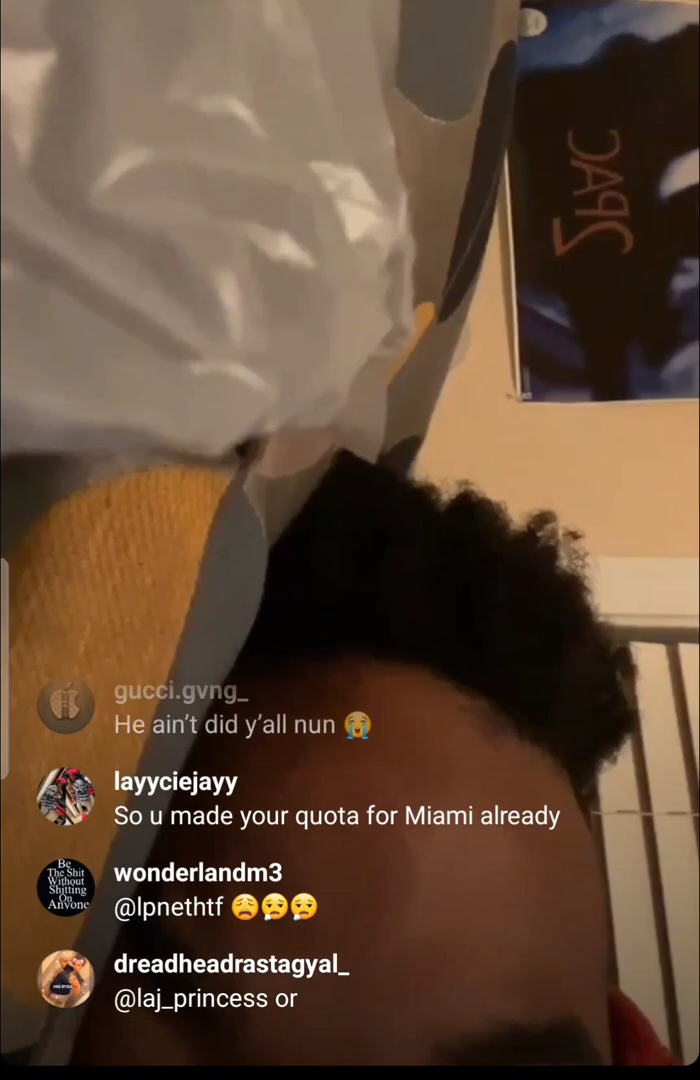 2PAC
gucci.gvng_
He ain’t did y’all nun 😭
layyciejayy
So u made your quota for Miami already
Be
The Shit
Without
Shitting
On
Anyone
wonderlandm3
@lpnethtf 😩😮‍💨😮‍💨
dreadheadrastagyal_
@laj_princess or